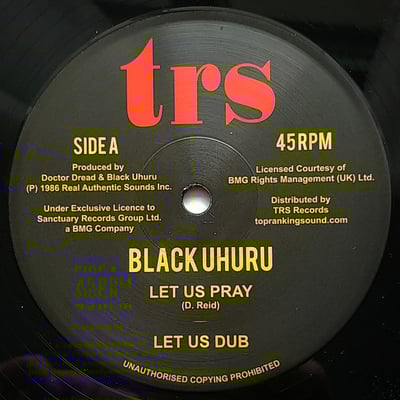 trs
SIDE A
45 RPM
Produced by
Doctor Dread & Black Uhuru
(P) 1986 Real Authentic Sounds Inc.
Under Exclusive Licence to
Sanctuary Records Group Ltd.
a BMG Company
Licensed Courtesy of
BMG Rights Management (UK) Ltd.
Distributed by
TRS Records
toprankingsound.com
BLACK UHURU
LET US PRAY
(D. Reid)
LET US DUB
UNAUTHORISED COPYING PROHIBITED